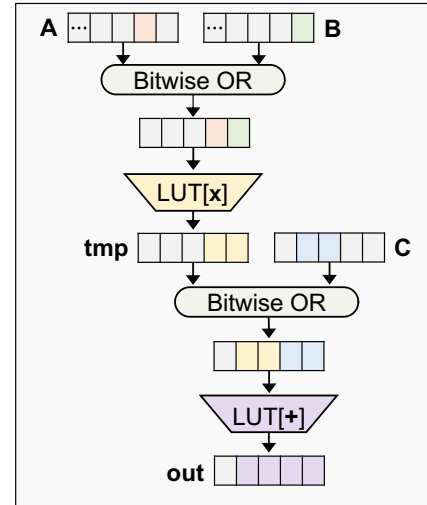 A ... ... B
Bitwise OR
LUT[x]
tmp C
Bitwise OR
LUT[+]
out